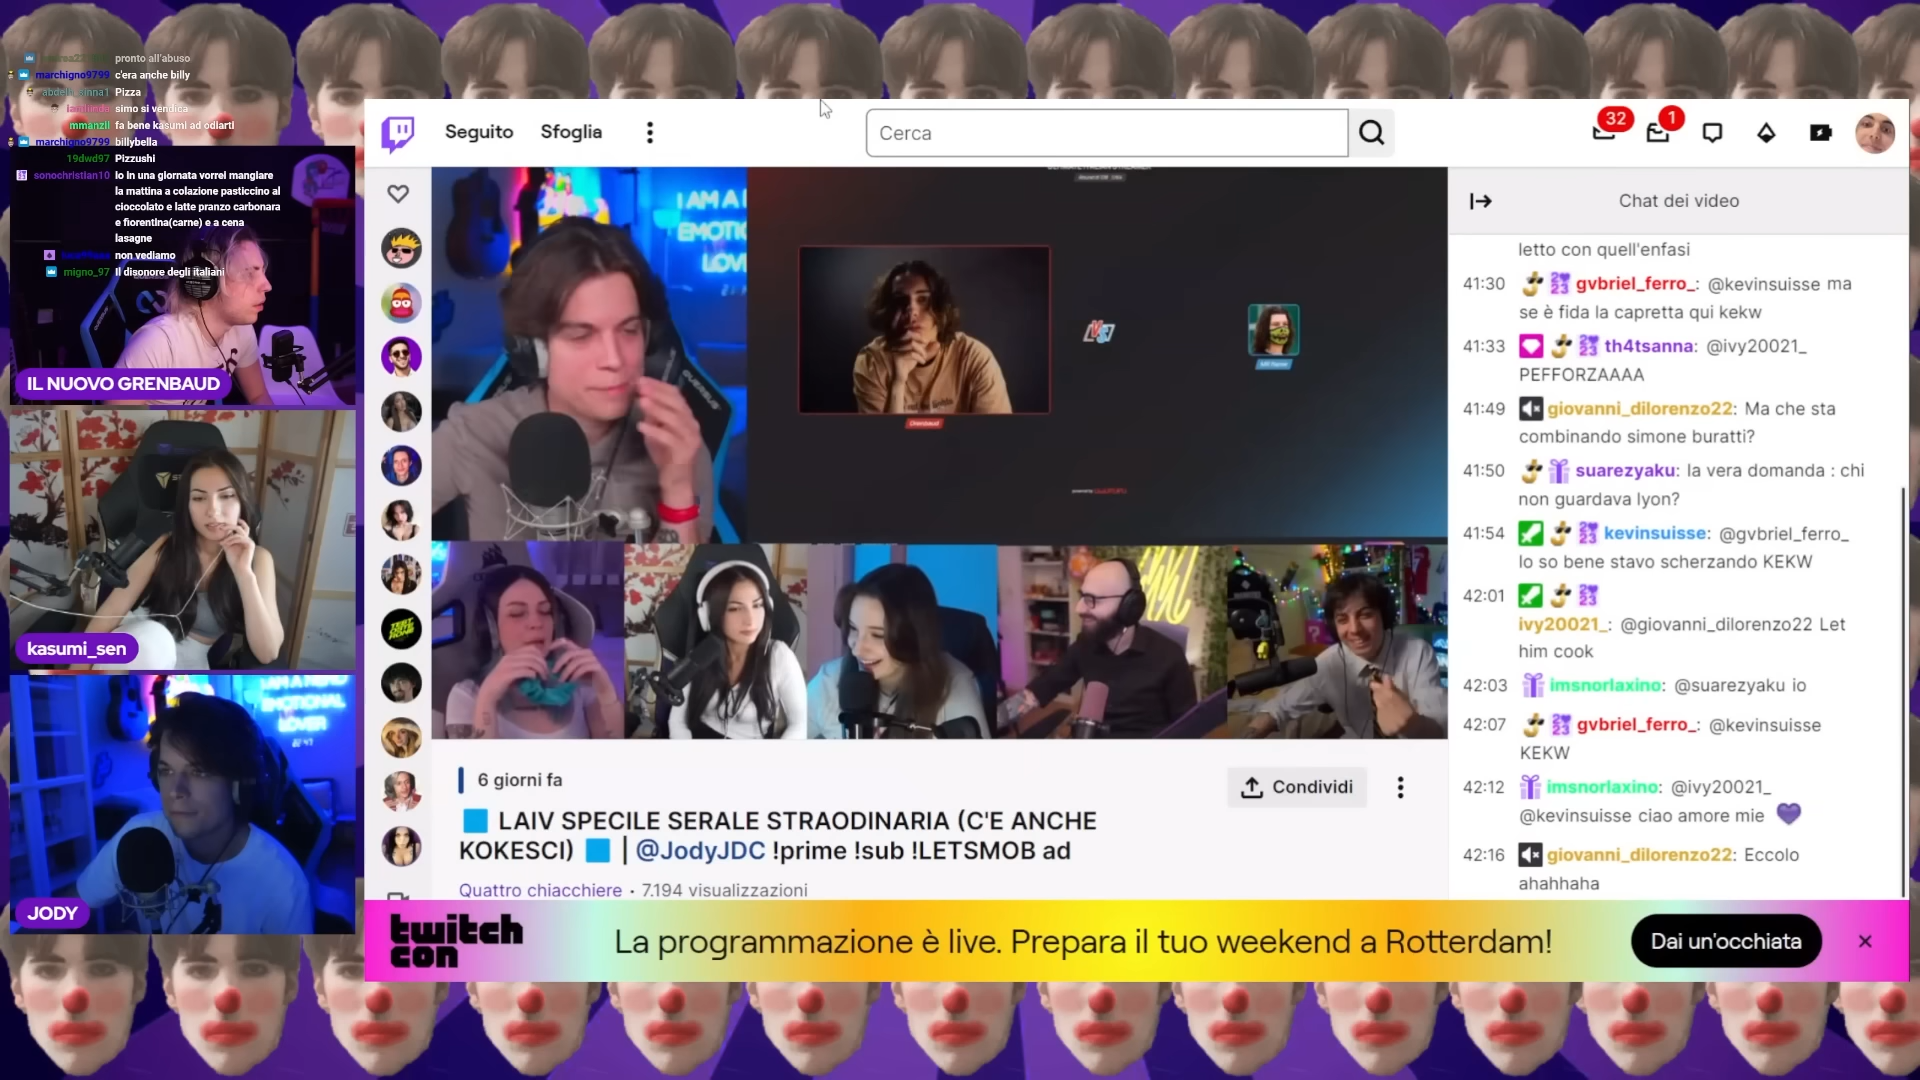 pronto all'abuso
marchigno9799 c'era anche billy
Pizza
simo si vendica
mmanzil fa bene kasumi ad odiarti
marchigno9799 billybella
19dwd97 Pizzushi
sonochristian10 Io in una giornata vorrei mangiare
la mattina a colazione pasticcino al
cioccolato e latte pranzo carbonara
e fiorentina(carne) e a cena
lasagne
non vediamo
migno_97 Il disonore degli italiani
IL NUOVO GRENBAUD
kasumi_sen
JODY
Seguito Sfoglia
Cerca
32
1
I AM A
EMOTIO
LOV
Grenbaud
6 giorni fa
Condividi
LAIV SPECILE SERALE STRAODINARIA (C'E ANCHE
KOKESCI) | @JodyJDC !prime !sub !LETSMOB ad
Quattro chiacchiere • 7.194 visualizzazioni
Chat dei video
letto con quell'enfasi
41:30 gvbriel_ferro_: @kevinsuisse ma
se è fida la capretta qui kekw
41:33 th4tsanna: @ivy20021_
PEFFORZAAAA
41:49 giovanni_dilorenzo22: Ma che sta
combinando simone buratti?
41:50 suarezyaku: la vera domanda : chi
non guardava lyon?
41:54 kevinsuisse: @gvbriel_ferro_
lo so bene stavo scherzando KEKW
42:01
ivy20021_: @giovanni_dilorenzo22 Let
him cook
42:03 imsnorlaxino: @suarezyaku io
42:07 gvbriel_ferro_: @kevinsuisse
KEKW
42:12 imsnorlaxino: @ivy20021_
@kevinsuisse ciao amore mie
42:16 giovanni_dilorenzo22: Eccolo
ahahhaha
EMOTIONAL
LOVER
twitch
con
La programmazione è live. Prepara il tuo weekend a Rotterdam!
Dai un'occhiata